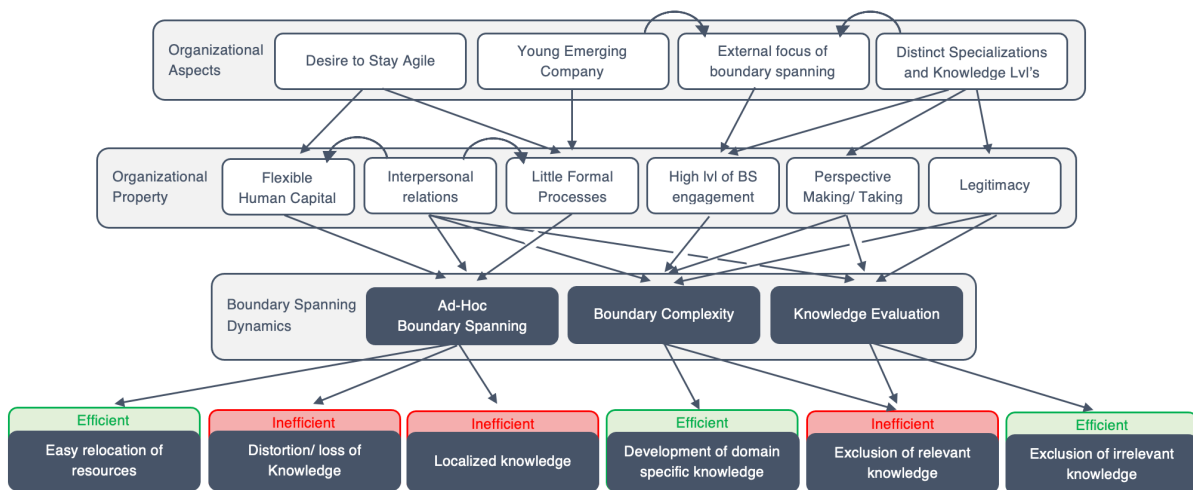 Organizational
Aspects
Desire to Stay Agile
Young Emerging
Company
External focus of
boundary spanning
Distinct Specializations
and Knowledge Lvl's
Organizational
Property
Flexible
Human Capital
Interpersonal
relations
Little Formal
Processes
High lvl of BS
engagement
Perspective
Making/ Taking
Legitimacy
Boundary Spanning
Dynamics
Ad-Hoc
Boundary Spanning
Boundary Complexity
Knowledge Evaluation
Efficient
Easy relocation of
resources
Inefficient
Distortion/ loss of
Knowledge
Inefficient
Localized knowledge
Efficient
Development of domain
specific knowledge
Inefficient
Exclusion of relevant
knowledge
Efficient
Exclusion of irrelevant
knowledge